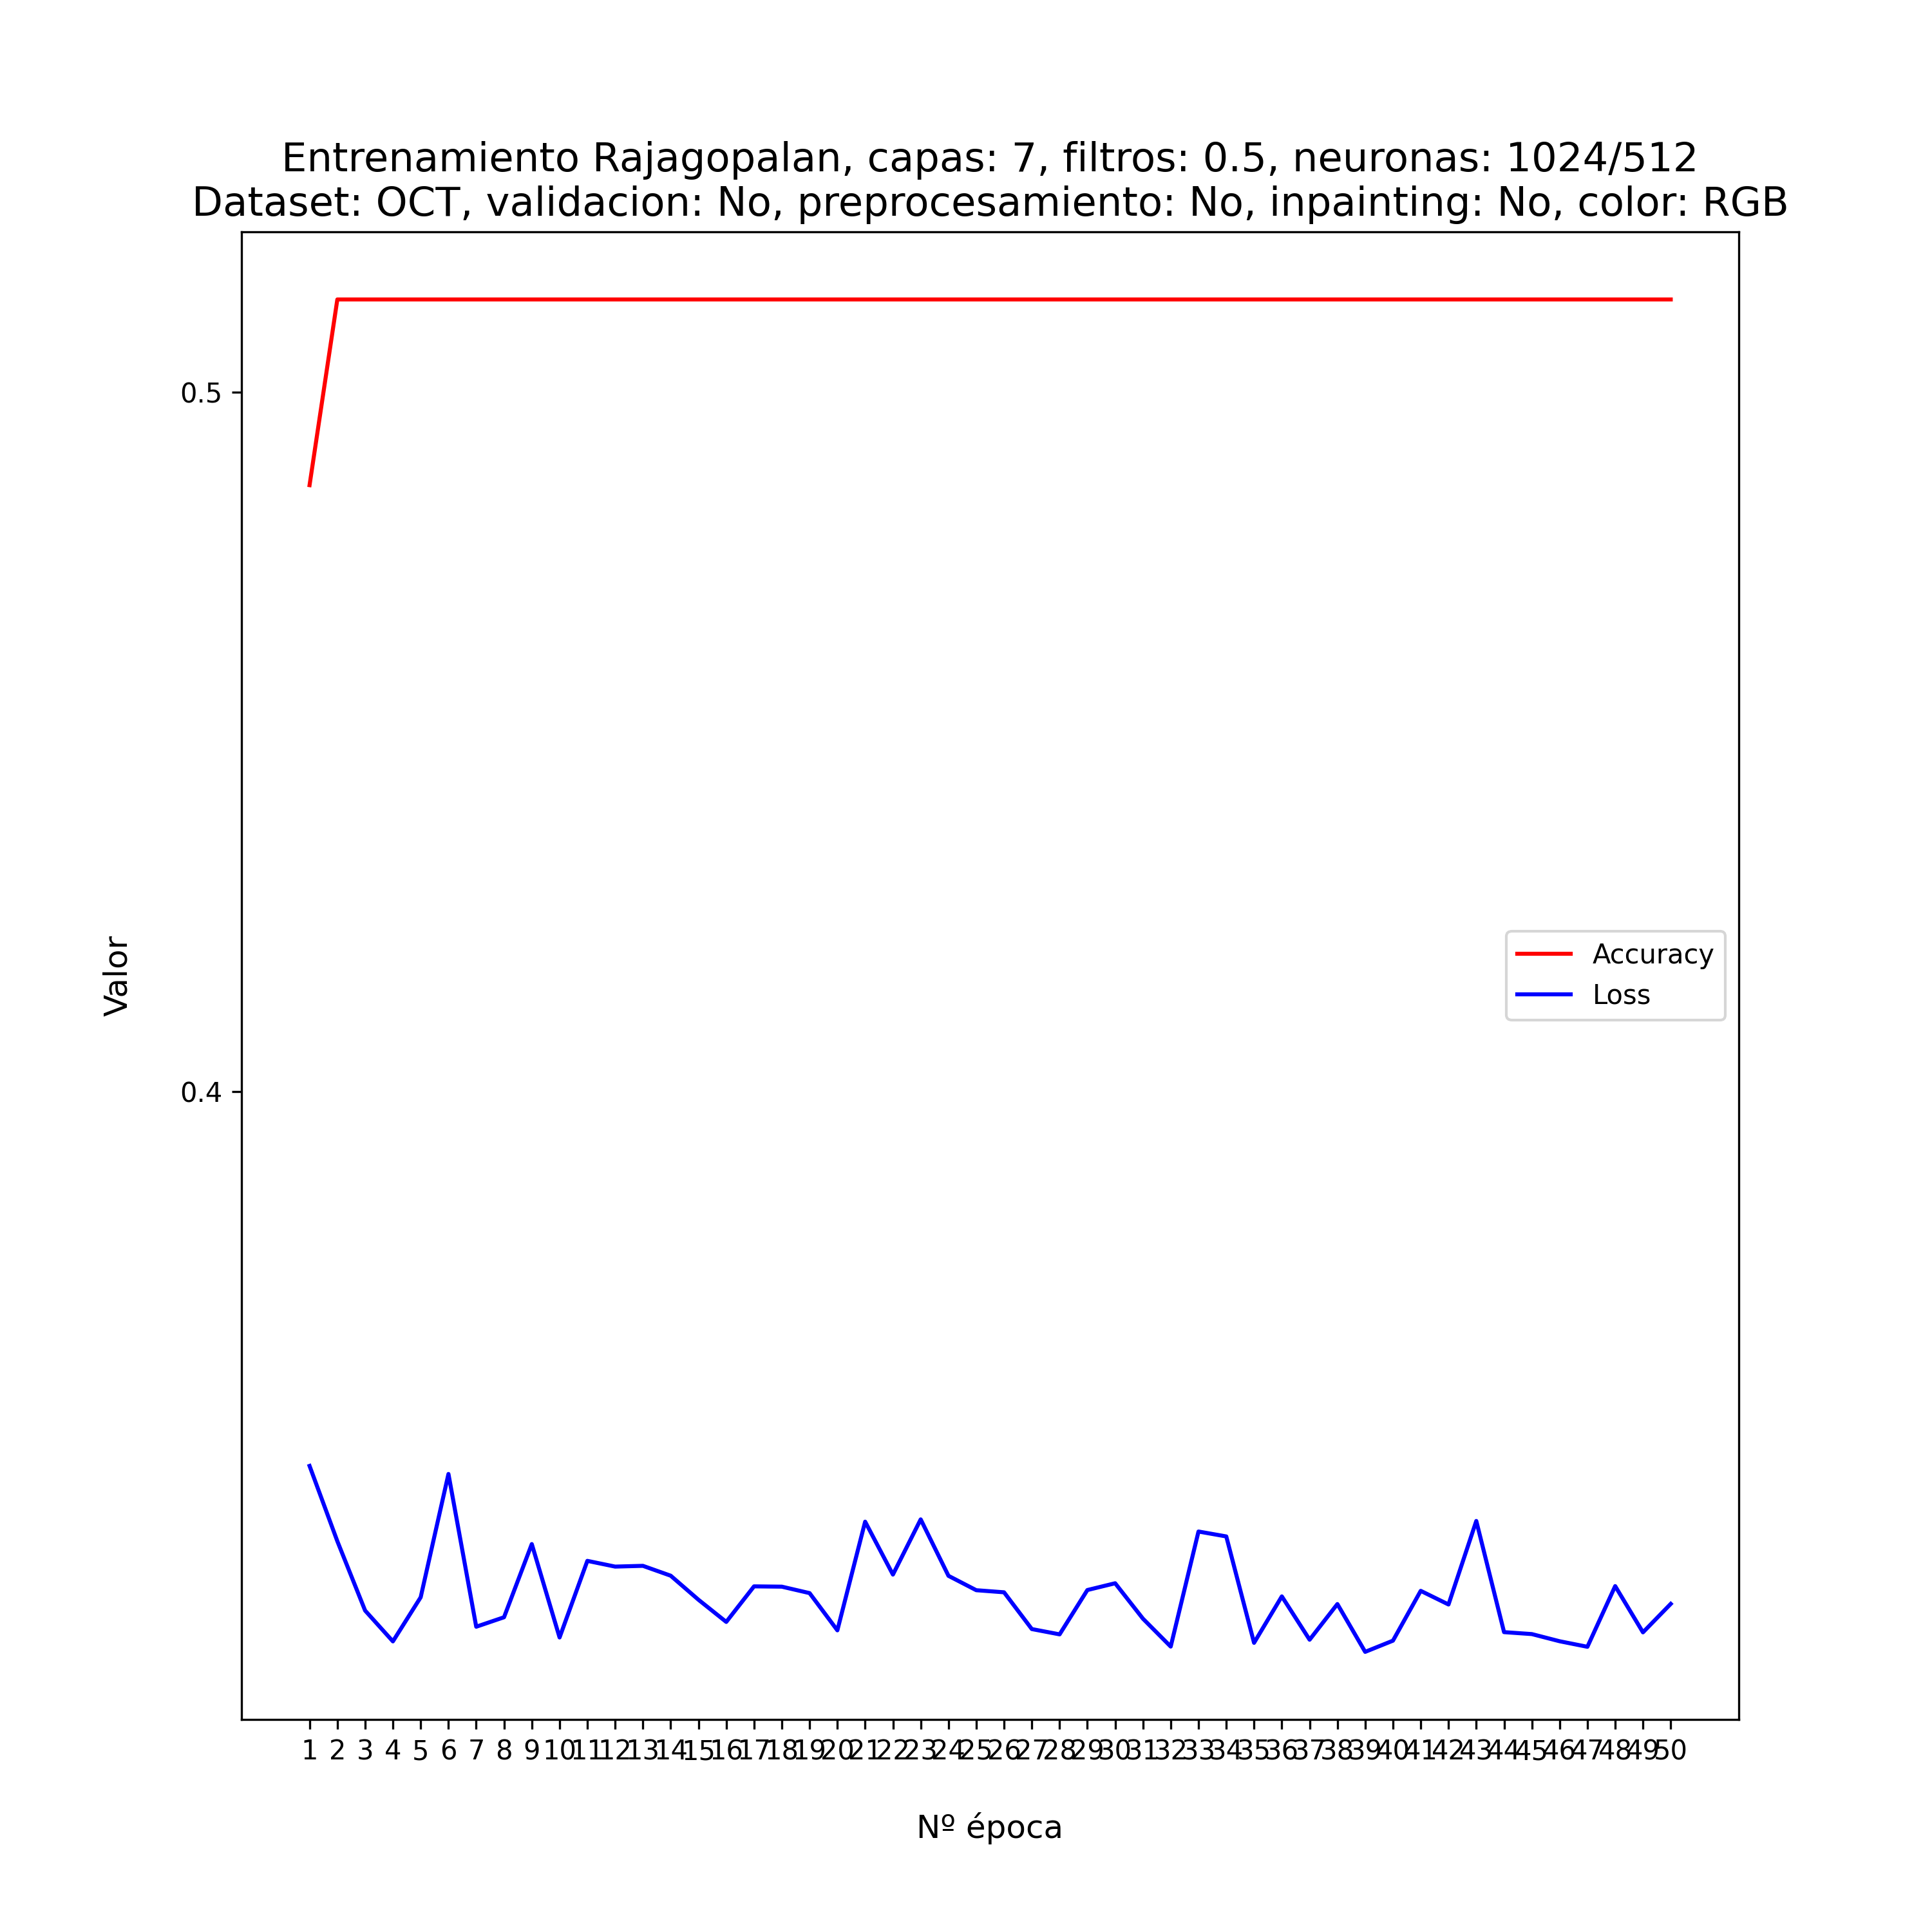 Entrenamiento Rajagopalan, capas: 7, filtros: 0.5, neuronas: 1024/512
Dataset: OCT, validacion: No, preprocesamiento: No, inpainting: No, color: RGB
0.5
Valor
Accuracy
Loss
0.4
1 2 3 4 5 6 7 8 9 10 11 12 13 14 15 16 17 18 19 20 21 22 23 24 25 26 27 28 29 30 31 32 33 34 35 36 37 38 39 40 41 42 43 44 45 46 47 48 49 50
Nº época